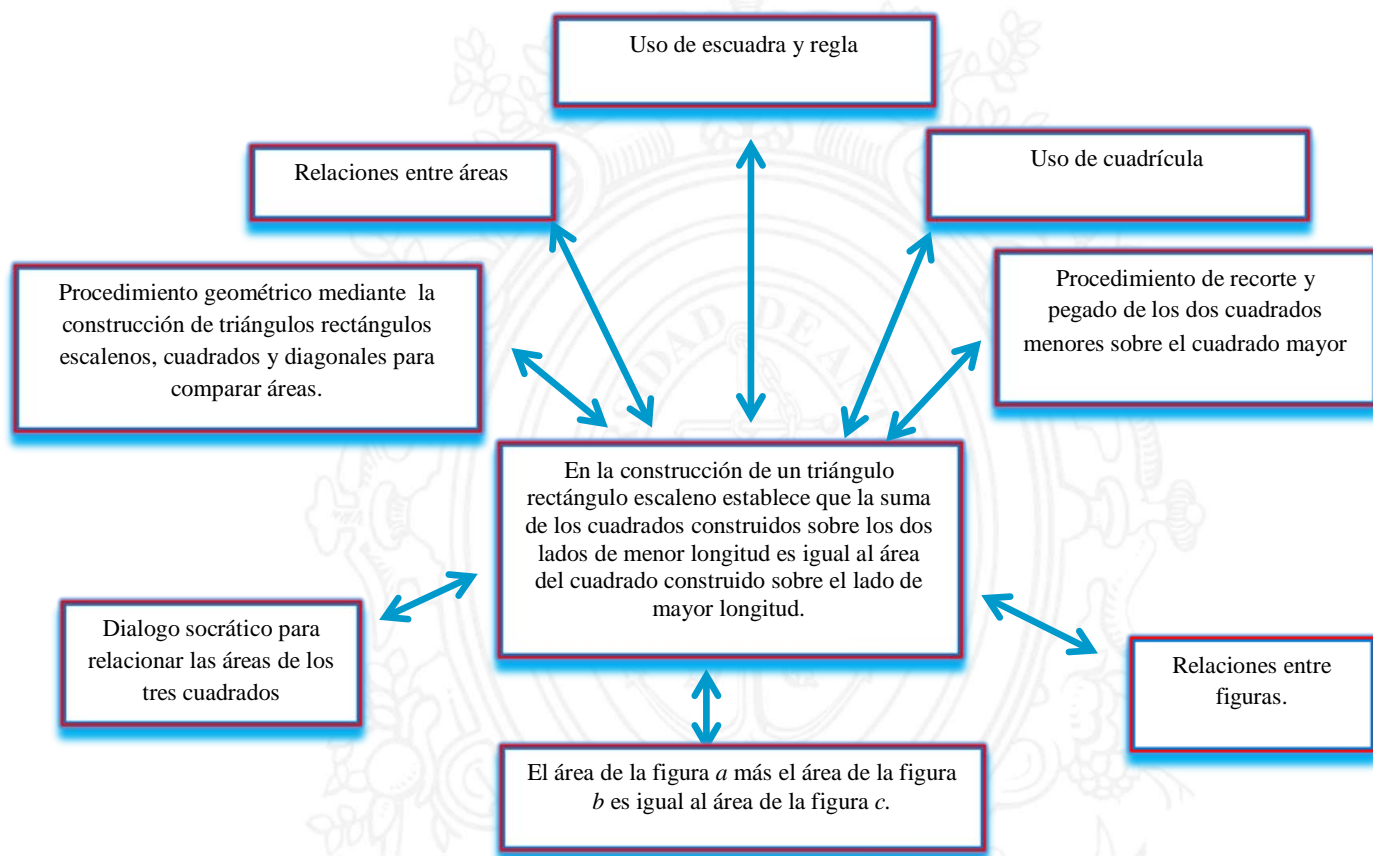 Uso de escuadra y regla
Relaciones entre áreas
Uso de cuadrícula
Procedimiento geométrico mediante la
construcción de triángulos rectángulos
escalenos, cuadrados y diagonales para
comparar áreas.
Procedimiento de recorte y
pegado de los dos cuadrados
menores sobre el cuadrado mayor
En la construcción de un triángulo
rectángulo escaleno establece que la suma
de los cuadrados construidos sobre los dos
lados de menor longitud es igual al área
del cuadrado construido sobre el lado de
mayor longitud.
Dialogo socrático para
relacionar las áreas de los
tres cuadrados
Relaciones entre
figuras.
El área de la figura a más el área de la figura
b es igual al área de la figura c.